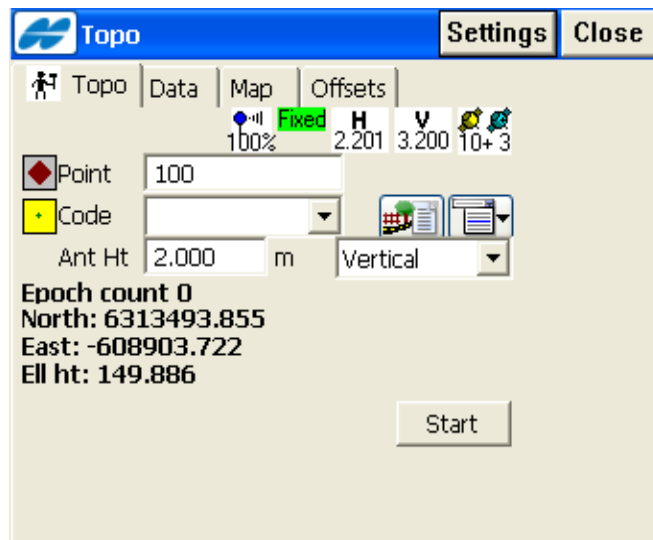 Topo Settings Close
Topo Data Map Offsets
100% Fixed H 2.201 V 3.200 10+ 3
Point 100
Code
Ant Ht 2.000 m Vertical
Epoch count 0
North: 6313493.855
East: -608903.722
Ell ht: 149.886
Start